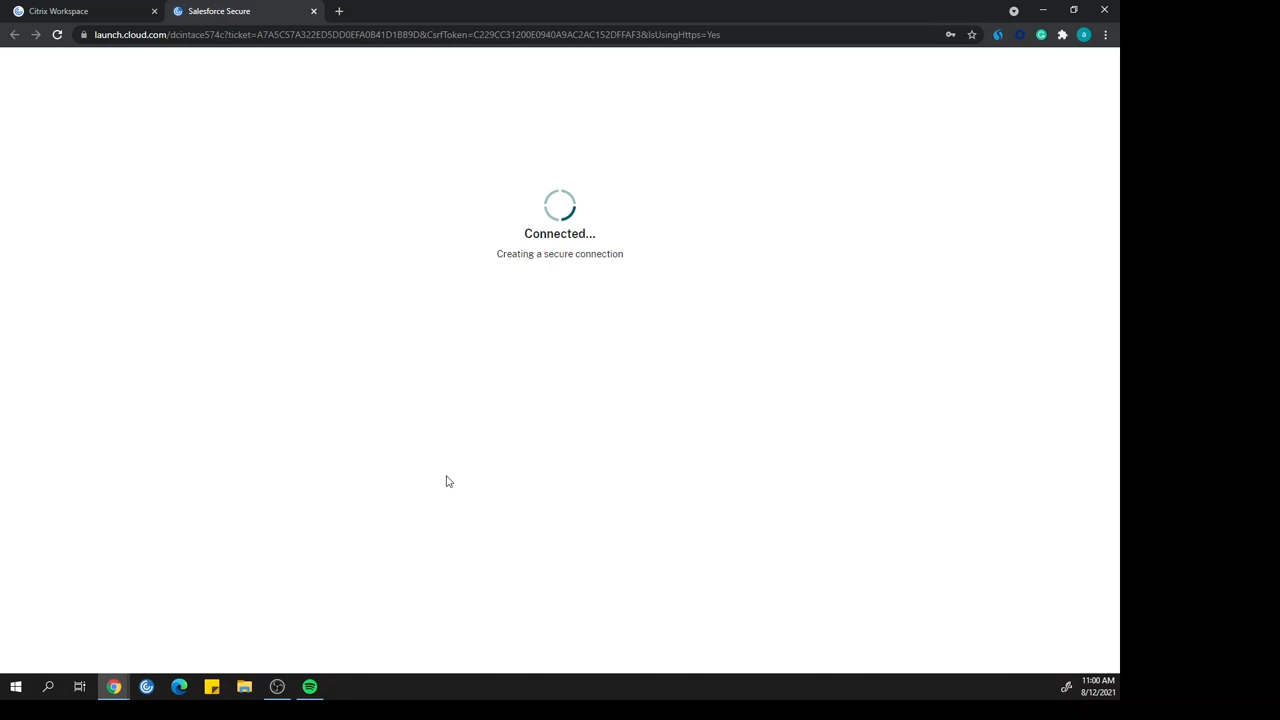 Citrix Workspace
Salesforce Secure
launch.cloud.com/dcintace574c?ticket=A7A5C57A322ED5DD0EFA0B41D1BB9D&CsrfToken=C229CC31200E0940A9AC2AC152DFFAF3&IsUsingHttps=Yes
a
Connected...
Creating a secure connection
11:00 AM
8/12/2021